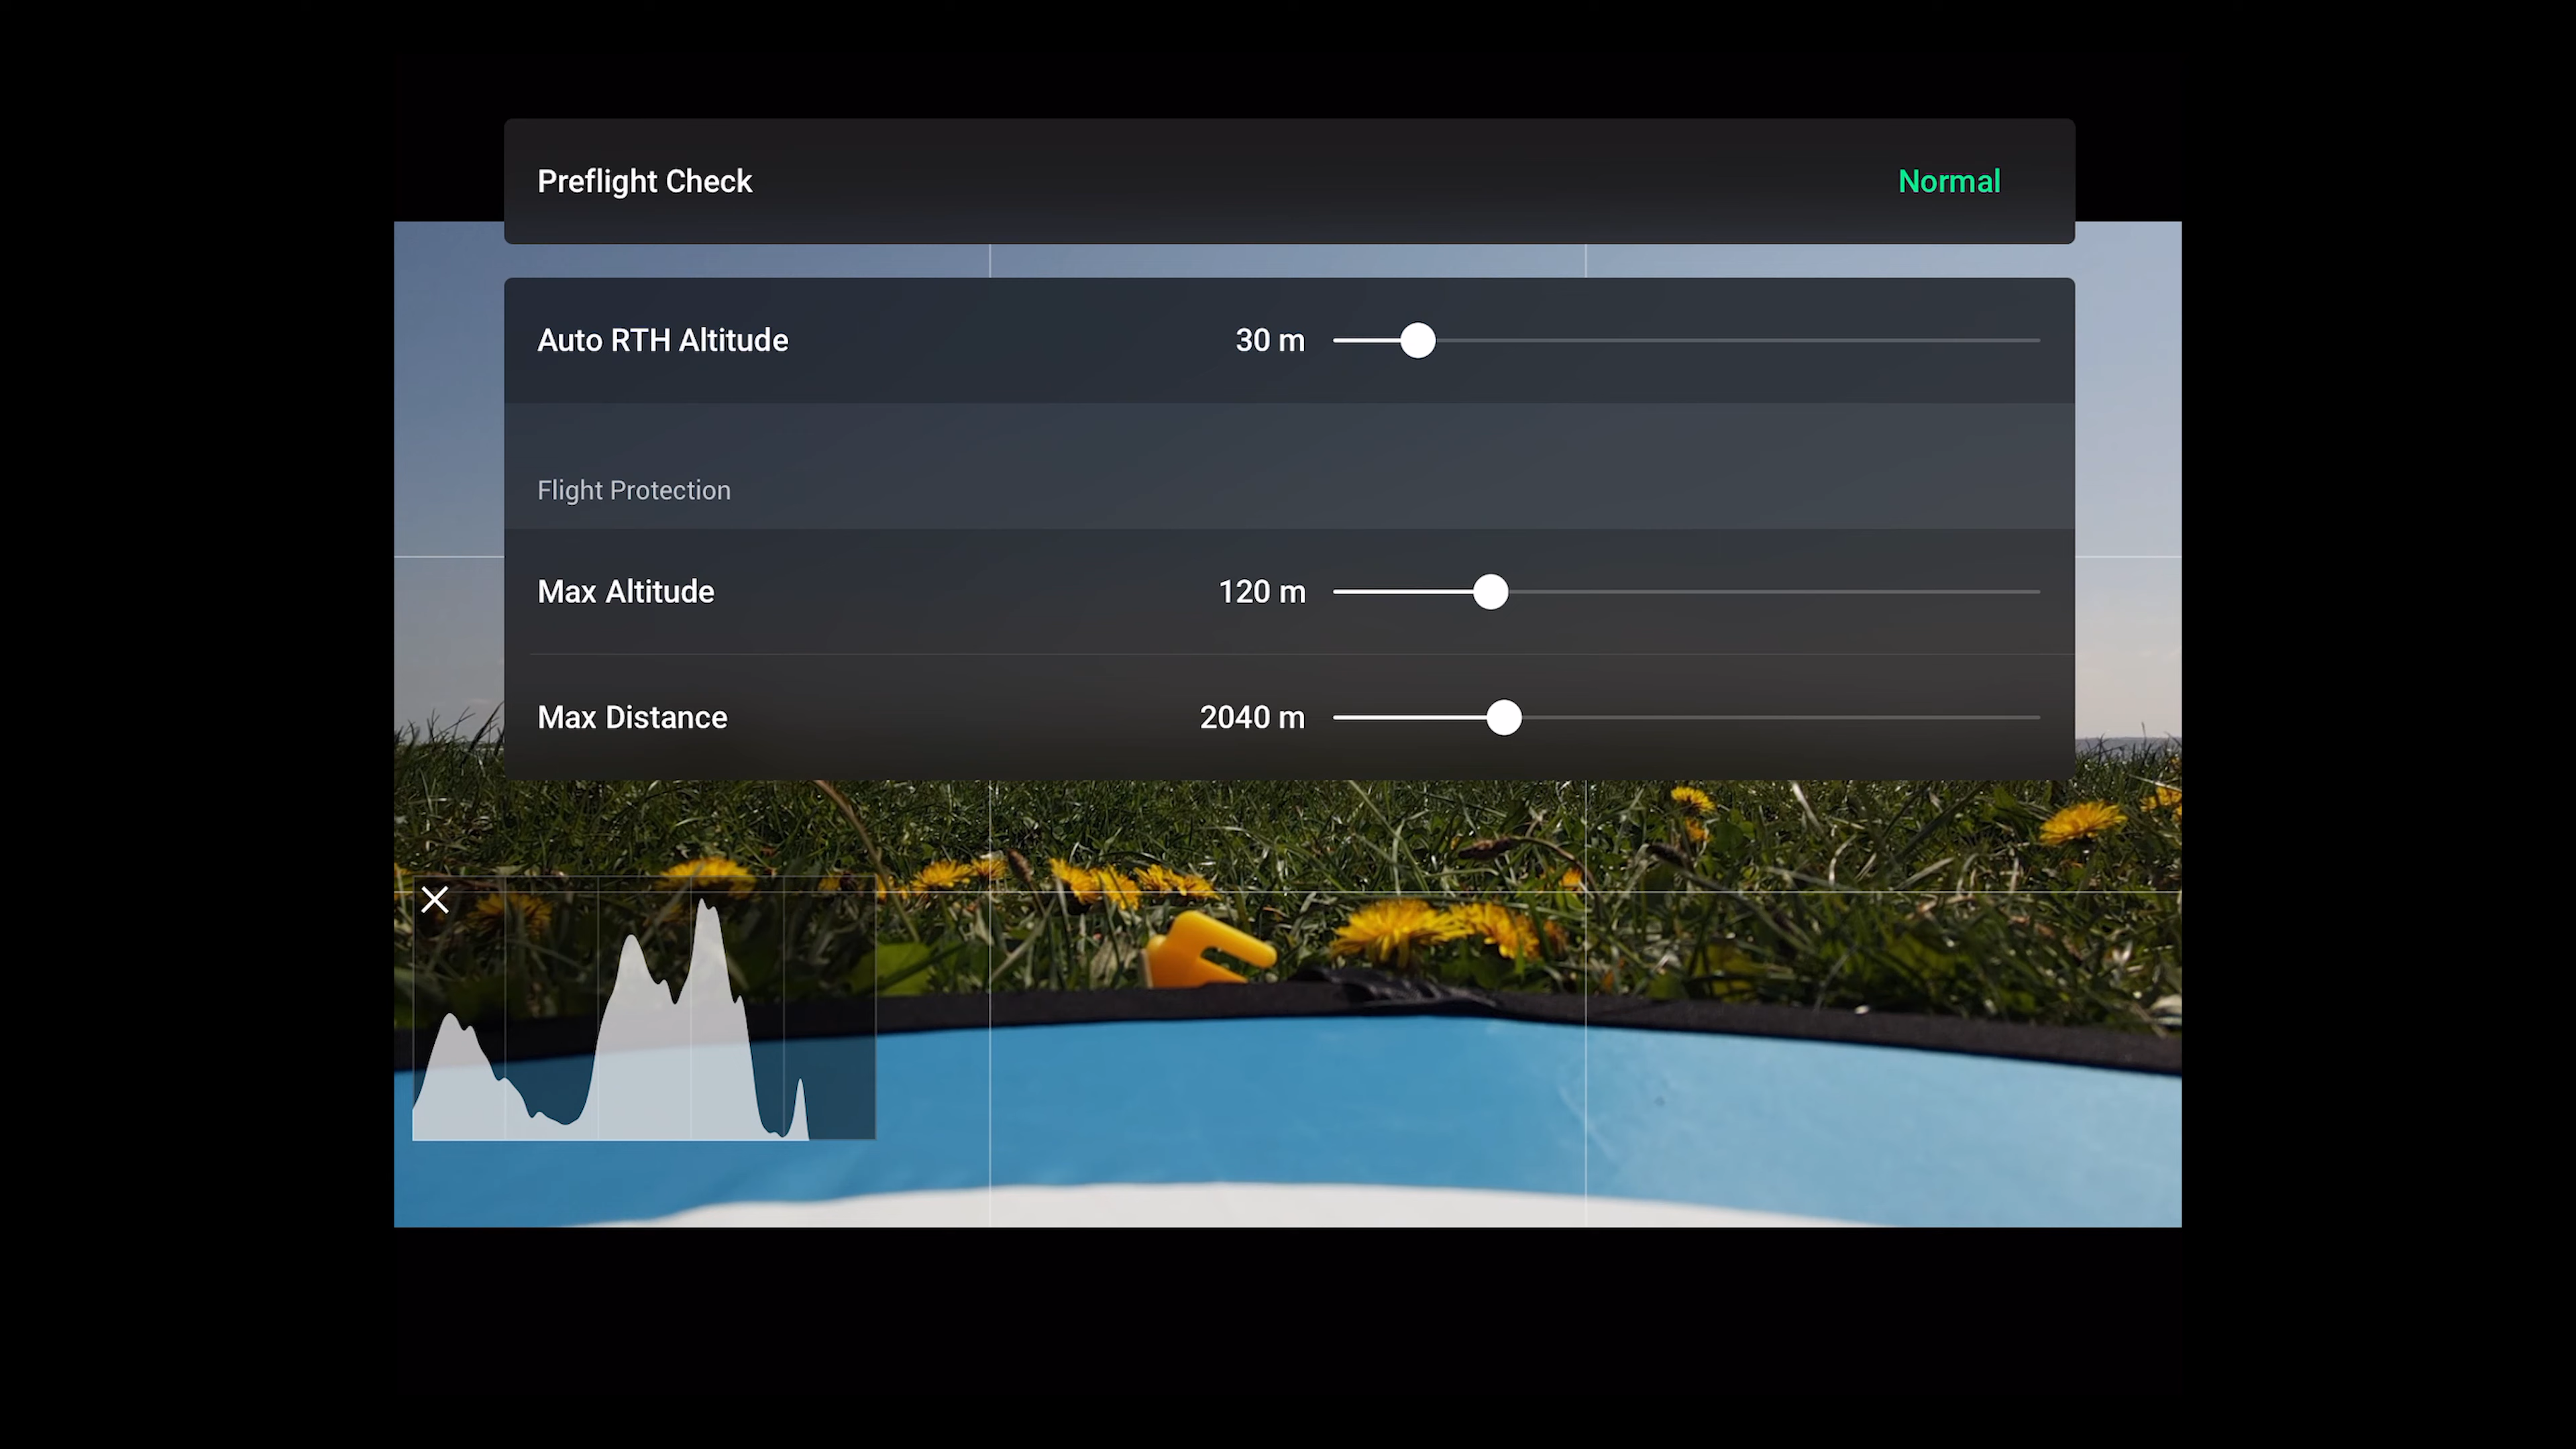 Preflight Check Normal
Auto RTH Altitude 30 m
Flight Protection
Max Altitude 120 m
Max Distance 2040 m